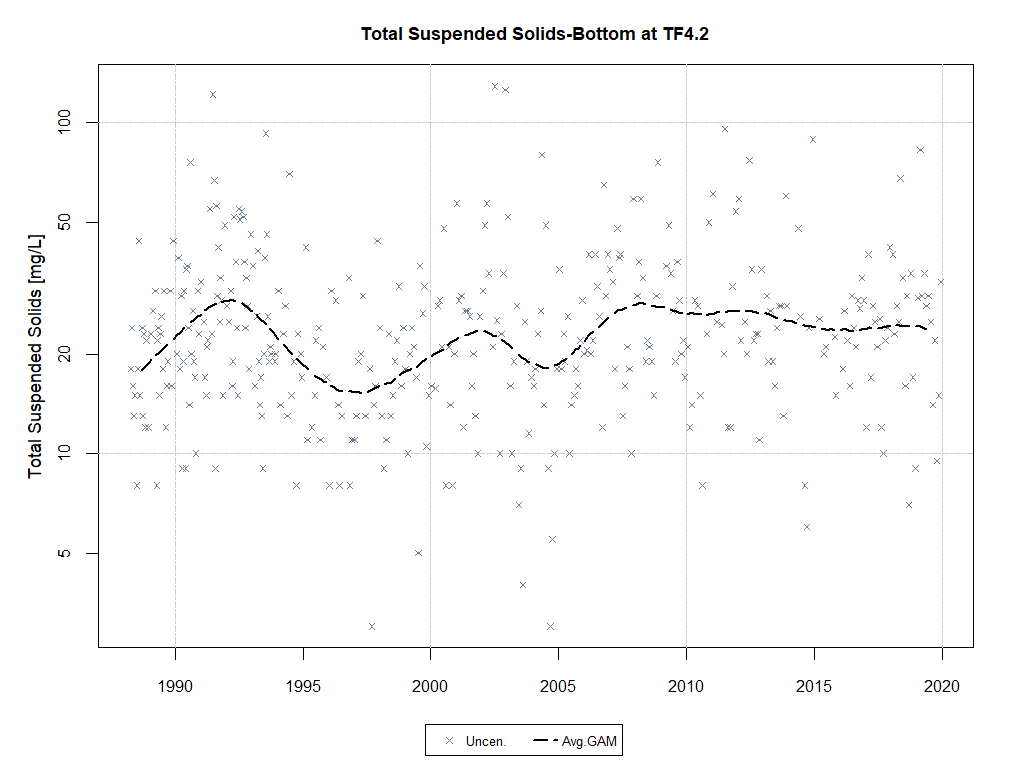 Total Suspended Solids-Bottom at TF4.2
Total Suspended Solids [mg/L]
100
50
20
10
5
1990 1995 2000 2005 2010 2015 2020
Uncen. Avg.GAM